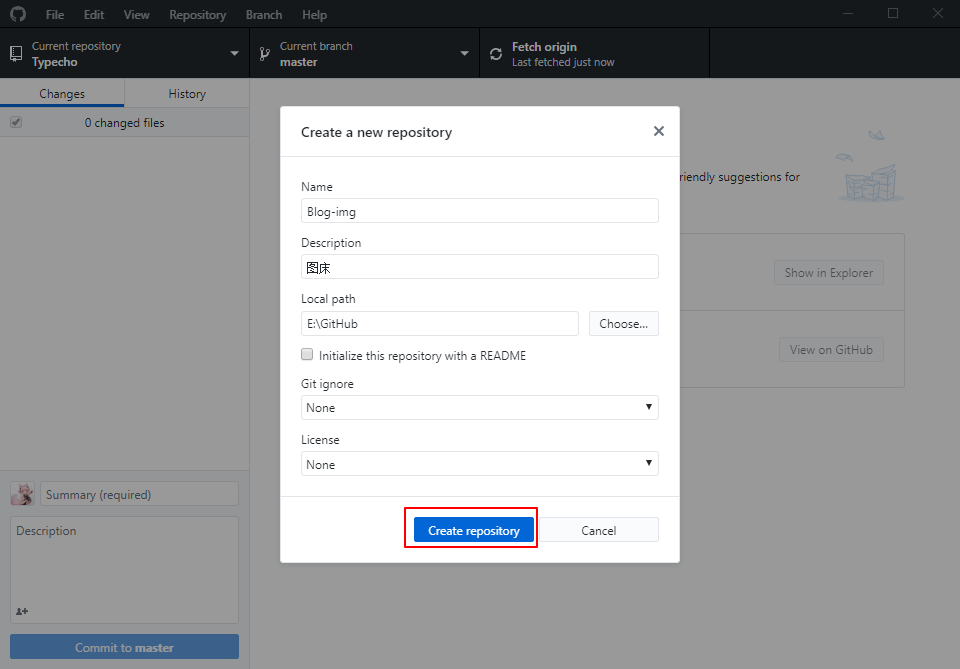 File Edit View Repository Branch Help
Current repository
Typecho
Current branch
master
Fetch origin
Last fetched just now
Changes
History
0 changed files
riendly suggestions for
Show in Explorer
View on GitHub
Create a new repository
Name
Blog-img
Description
图床
Local path
E:\GitHub
Choose...
Initialize this repository with a README
Git ignore
None
License
None
Create repository
Cancel
Summary (required)
Description
Commit to master